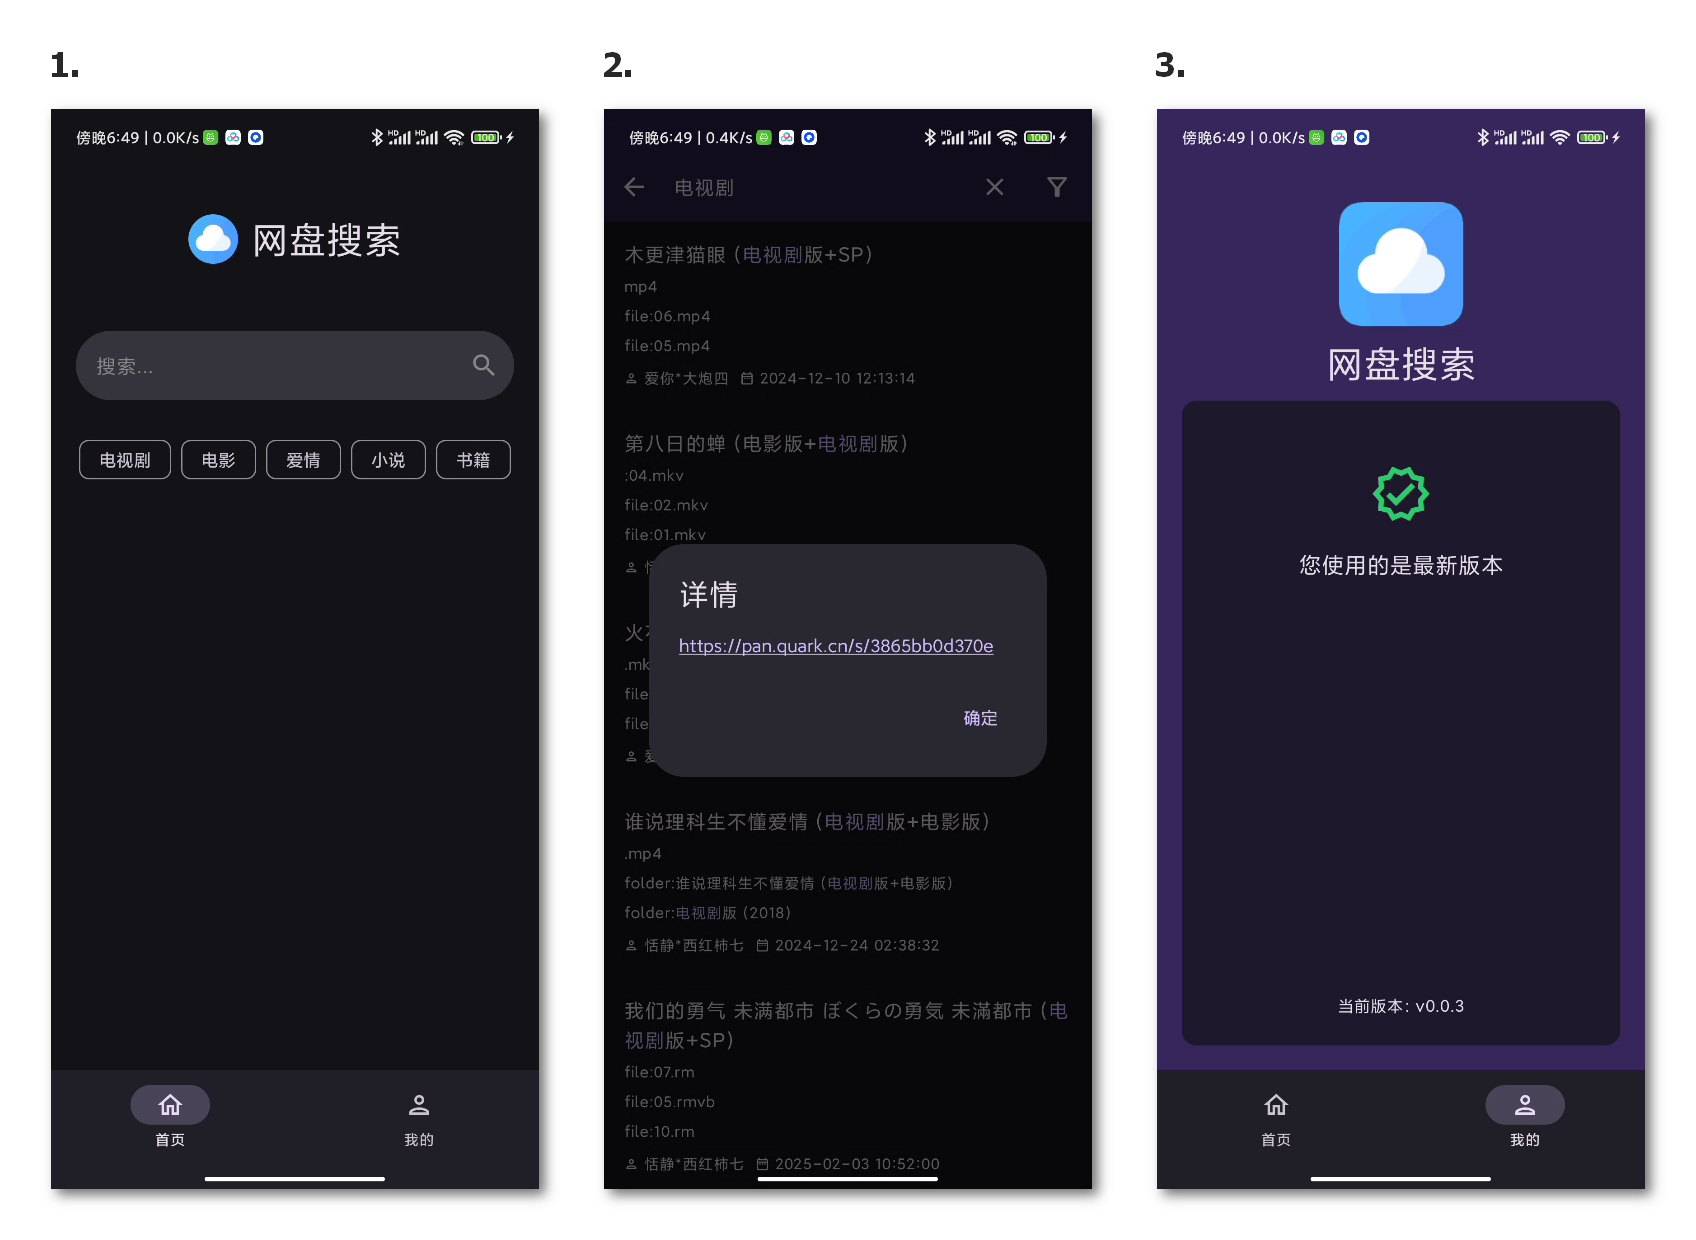 1.
傍晚6:49 | 0.0K/s
HD HD 100
网盘搜索
搜索...
电视剧 电影 爱情 小说 书籍
首页 我的
2.
傍晚6:49 | 0.4K/s
HD HD 100
电视剧
木更津猫眼 (电视剧版+SP)
mp4
file:06.mp4
file:05.mp4
爱你*大炮四 2024-12-10 12:13:14
第八日的蝉 (电影版+电视剧版)
:04.mkv
file:02.mkv
file:01.mkv
火
.mk
file
file
详情
https://pan.quark.cn/s/3865bb0d370e
确定
谁说理科生不懂爱情 (电视剧版+电影版)
.mp4
folder:谁说理科生不懂爱情 (电视剧版+电影版)
folder:电视剧版 (2018)
恬静*西红柿七 2024-12-24 02:38:32
我们的勇气 未满都市 ぼくらの勇気 未滿都市 (电
视剧版+SP)
file:07.rm
file:05.rmvb
file:10.rm
恬静*西红柿七 2025-02-03 10:52:00
3.
傍晚6:49 | 0.0K/s
HD HD 100
网盘搜索
您使用的是最新版本
当前版本: v0.0.3
首页 我的